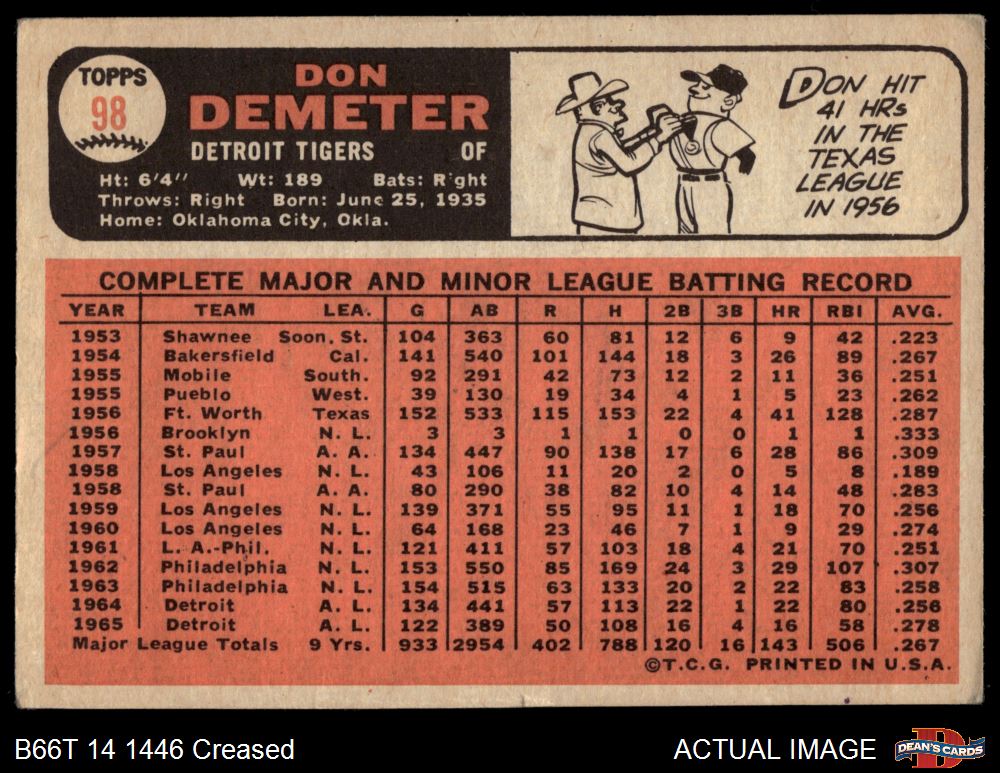 TOPPS
98
DON
DEMETER
DETROIT TIGERS OF
Ht: 6'4" Wt: 189 Bats: Right
Throws: Right Born: June 25, 1935
Home: Oklahoma City, Okla.
DON HIT
41 HRs
IN THE
TEXAS
LEAGUE
IN 1956
COMPLETE MAJOR AND MINOR LEAGUE BATTING RECORD
YEAR TEAM LEA. G AB R H 2B 3B HR RBI AVG.
1953 Shawnee Soon. St. 104 363 60 81 12 6 9 42 .223
1954 Bakersfield Cal. 141 540 101 144 18 3 26 89 .267
1955 Mobile South. 92 291 42 73 12 2 11 36 .251
1955 Pueblo West. 39 130 19 34 4 1 5 23 .262
1956 Ft. Worth Texas 152 533 115 153 22 4 41 128 .287
1956 Brooklyn N. L. 3 3 1 1 0 0 1 1 .333
1957 St. Paul A. A. 134 447 90 138 17 6 28 86 .309
1958 Los Angeles N. L. 43 106 11 20 2 0 5 8 .189
1958 St. Paul A. A. 80 290 38 82 10 4 14 48 .283
1959 Los Angeles N. L. 139 371 55 95 11 1 18 70 .256
1960 Los Angeles N. L. 64 168 23 46 7 1 9 29 .274
1961 L. A.-Phil. N. L. 121 411 57 103 18 4 21 70 .251
1962 Philadelphia N. L. 153 550 85 169 24 3 29 107 .307
1963 Philadelphia N. L. 154 515 63 133 20 2 22 83 .258
1964 Detroit A. L. 134 441 57 113 22 1 22 80 .256
1965 Detroit A. L. 122 389 50 108 16 4 16 58 .278
Major League Totals 9 Yrs. 933 2954 402 788 120 16 143 506 .267
©T.C.G. PRINTED IN U.S.A.
B66T 14 1446 Creased
ACTUAL IMAGE
DEAN'S CARDS